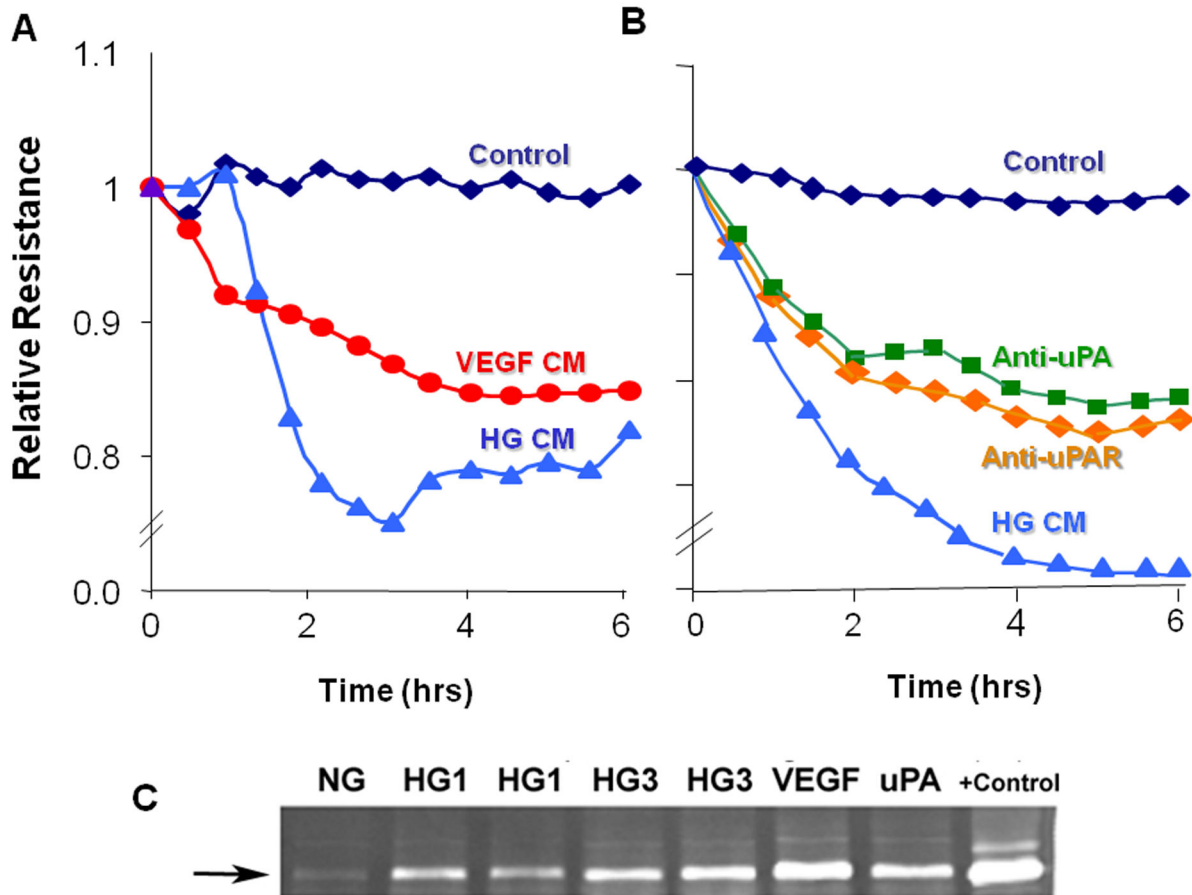 A
B
1.1
1
0.9
0.8
0.0
Relative Resistance
Control
VEGF CM
HG CM
0 2 4 6
Time (hrs)
Control
Anti-uPA
Anti-uPAR
HG CM
0 2 4 6
Time (hrs)
C
NG HG1 HG1 HG3 HG3 VEGF uPA +Control